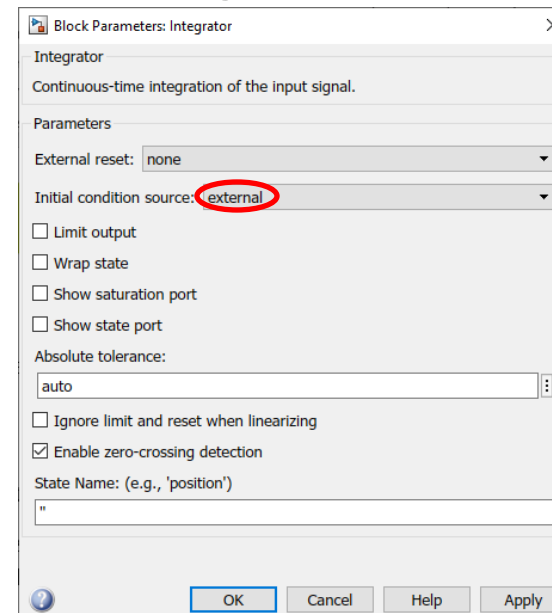 Block Parameters: Integrator
Integrator
Continuous-time integration of the input signal.
Parameters
External reset: none
Initial condition source: external
Limit output
Wrap state
Show saturation port
Show state port
Absolute tolerance:
auto
Ignore limit and reset when linearizing
Enable zero-crossing detection
State Name: (e.g., 'position')
''
OK Cancel Help Apply